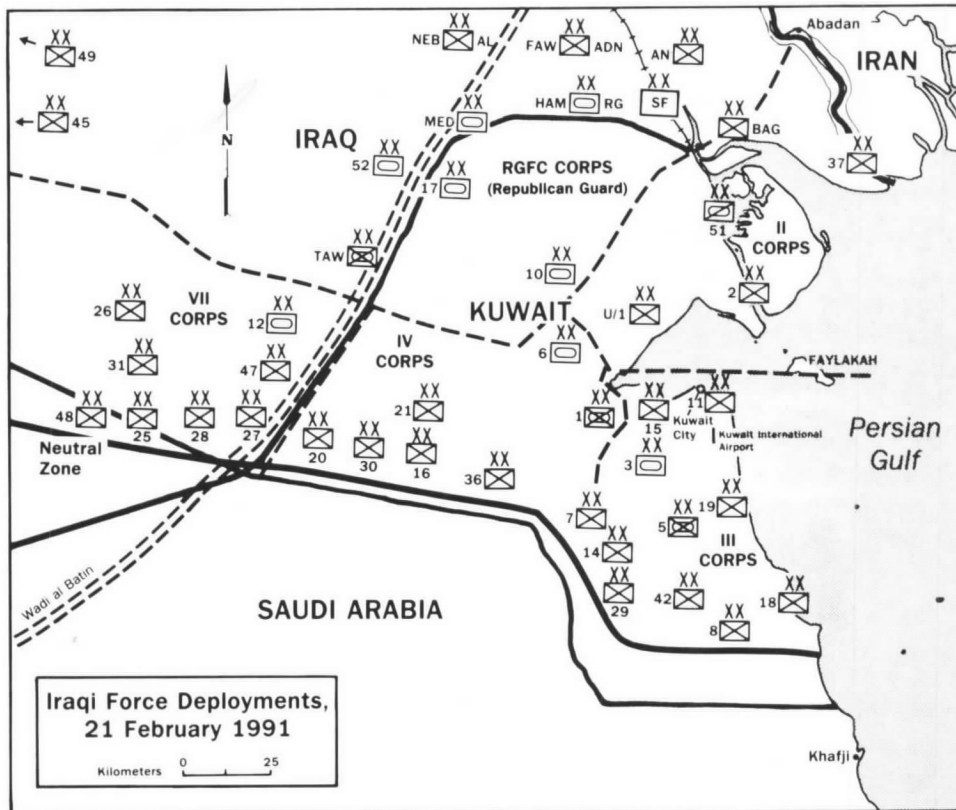 XX
49
XX
NEB AL
XX
FAW ADN
XX
AN
Abadan
IRAN
XX
45
N
IRAQ
XX
MED
XX
HAM RG
XX
SF
XX
BAG
XX
37
XX
52
XX
17
RGFC CORPS
(Republican Guard)
XX
51
II
CORPS
XX
TAW
XX
10
XX
2
XX
26
VII
CORPS
XX
12
KUWAIT
XX
U/1
XX
31
XX
47
IV
CORPS
XX
6
FAYLAKAH
XX
48
XX
25
XX
28
XX
27
XX
20
XX
30
XX
21
XX
16
XX
36
XX
1
XX
15
Kuwait
City
XX
11
Kuwait International
Airport
Persian
Gulf
Neutral
Zone
XX
3
XX
7
XX
5
XX
19
III
CORPS
XX
14
XX
29
XX
42
XX
8
XX
18
Wadi al Batin
SAUDI ARABIA
Khafji
Iraqi Force Deployments,
21 February 1991
Kilometers 0 25